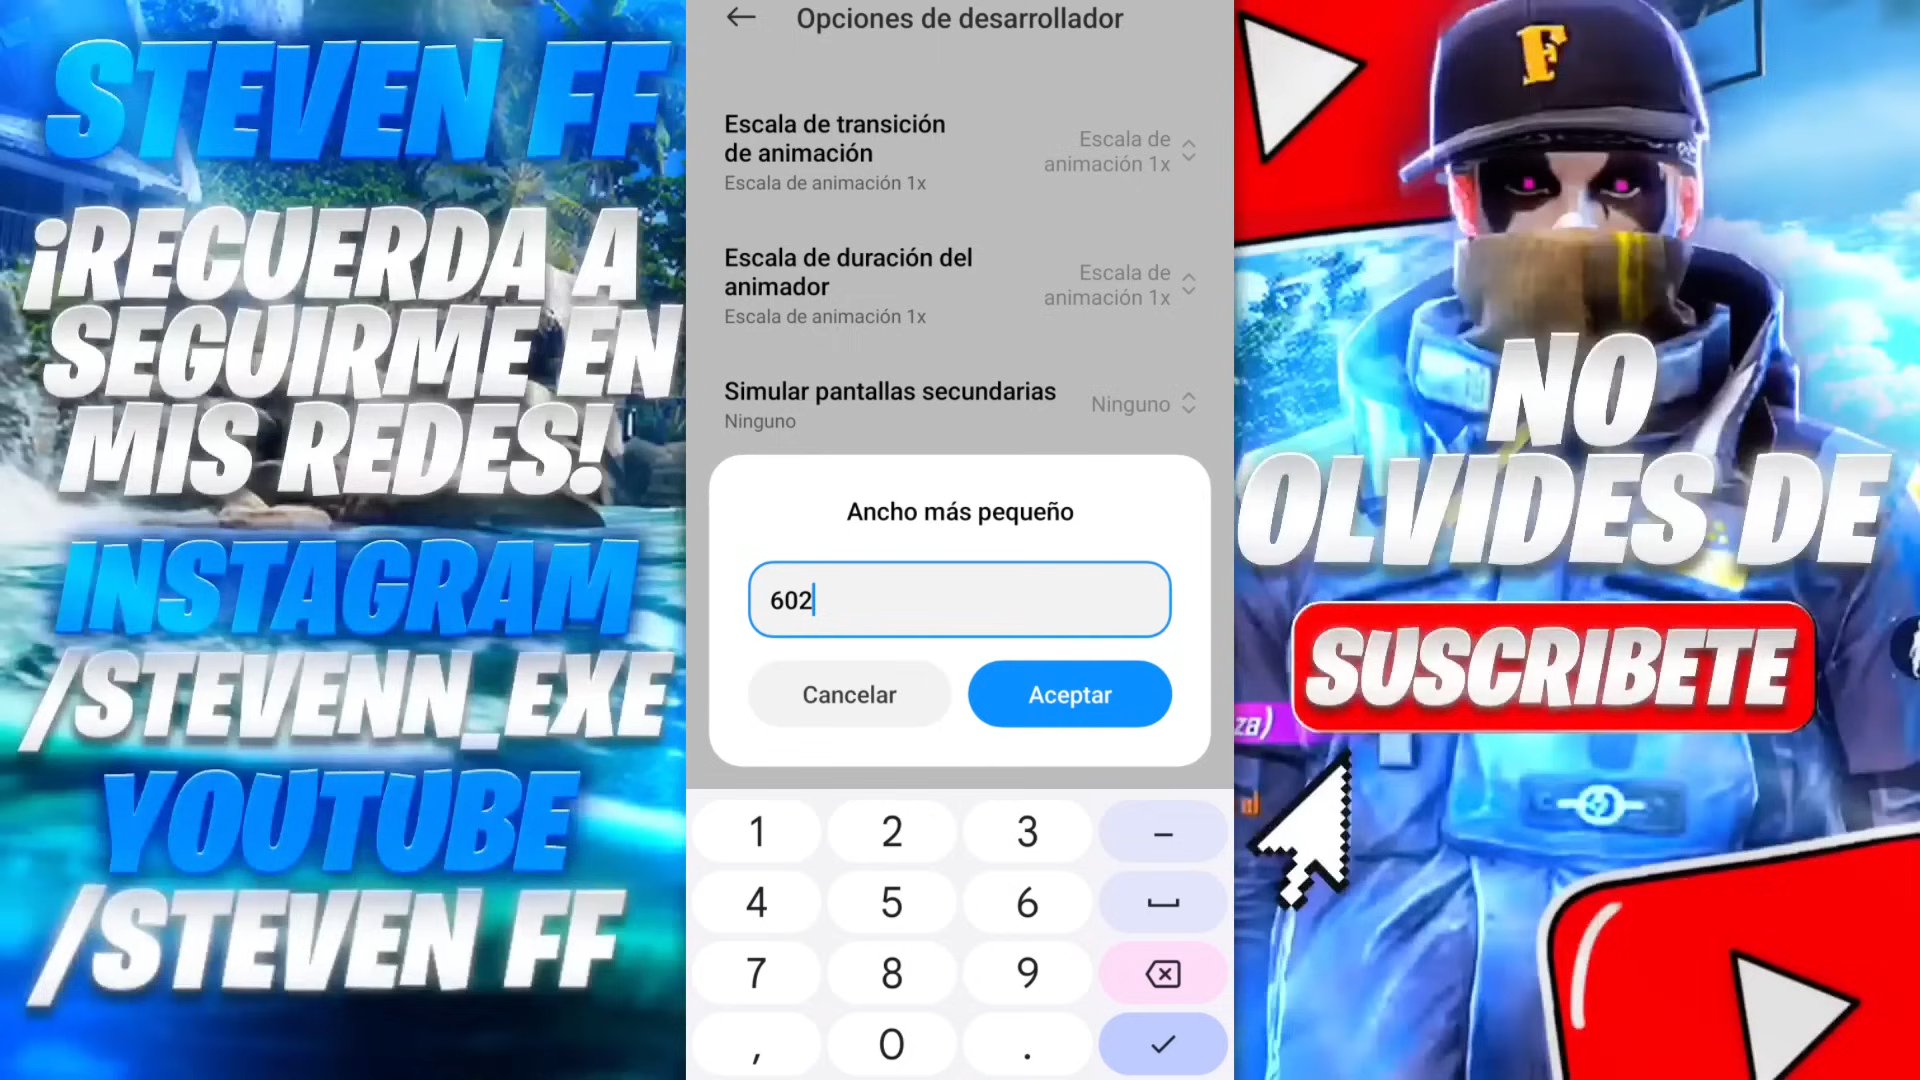 STEVEN FF
¡RECUERDA A
SEGUIRME EN
MIS REDES!
INSTAGRAM
/STEVENN_EXE
YOUTUBE
/STEVEN FF
Opciones de desarrollador
Escala de transición
de animación
Escala de animación 1x
Escala de
animación 1x
Escala de duración del
animador
Escala de animación 1x
Escala de
animación 1x
Simular pantallas secundarias
Ninguno
Ninguno
Ancho más pequeño
602
Cancelar
Aceptar
1 2 3 –
4 5 6
7 8 9
, 0 .
F
NO
OLVIDES DE
SUSCRIBETE
za)